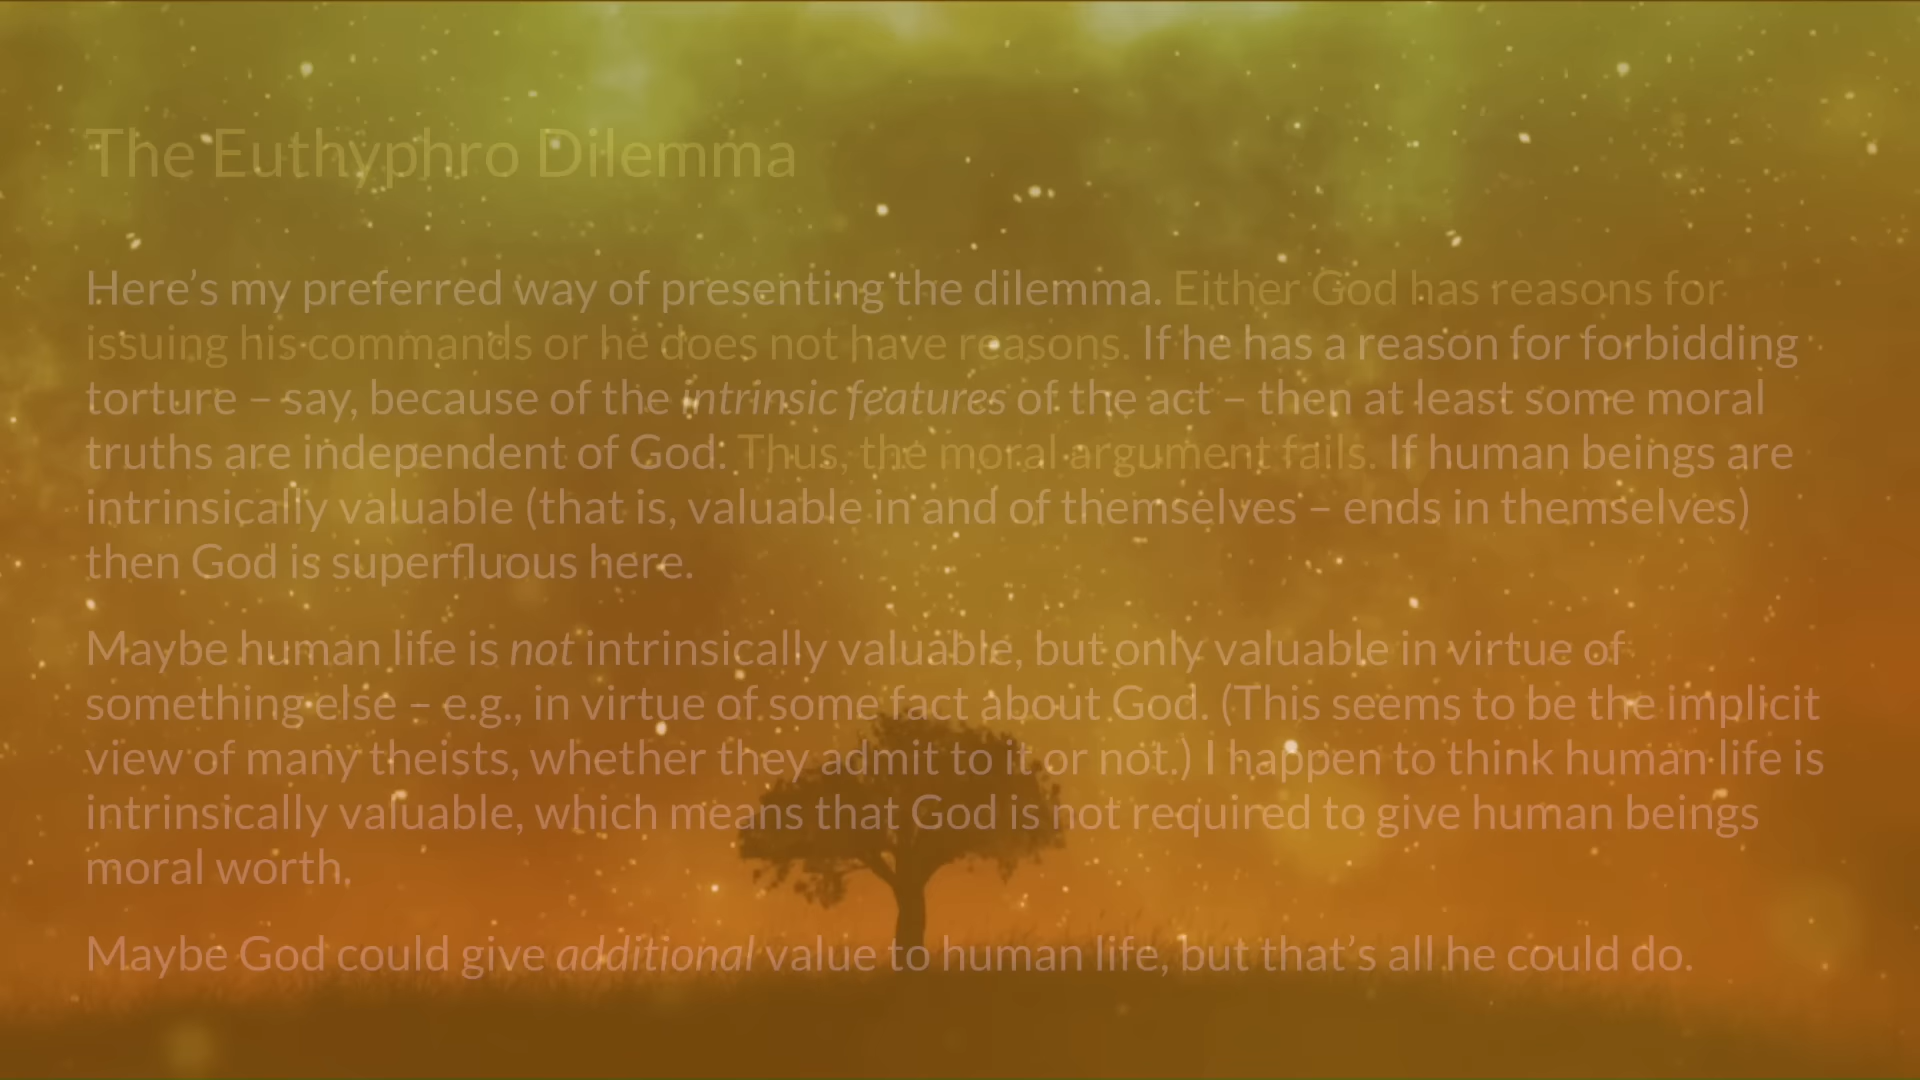 The Euthyphro Dilemma
Here’s my preferred way of presenting the dilemma. Either God has reasons for
issuing his commands or he does not have reasons. If he has a reason for forbidding
torture – say, because of the intrinsic features of the act – then at least some moral
truths are independent of God. Thus, the moral argument fails. If human beings are
intrinsically valuable (that is, valuable in and of themselves – ends in themselves)
then God is superfluous here.
Maybe human life is not intrinsically valuable, but only valuable in virtue of
something else – e.g., in virtue of some fact about God. (This seems to be the implicit
view of many theists, whether they admit to it or not.) I happen to think human life is
intrinsically valuable, which means that God is not required to give human beings
moral worth.
Maybe God could give additional value to human life, but that’s all he could do.